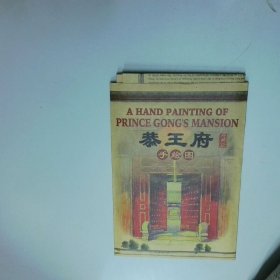 A HAND PAINTING OF
PRINCE GONG'S MANSION
恭王府
手绘图